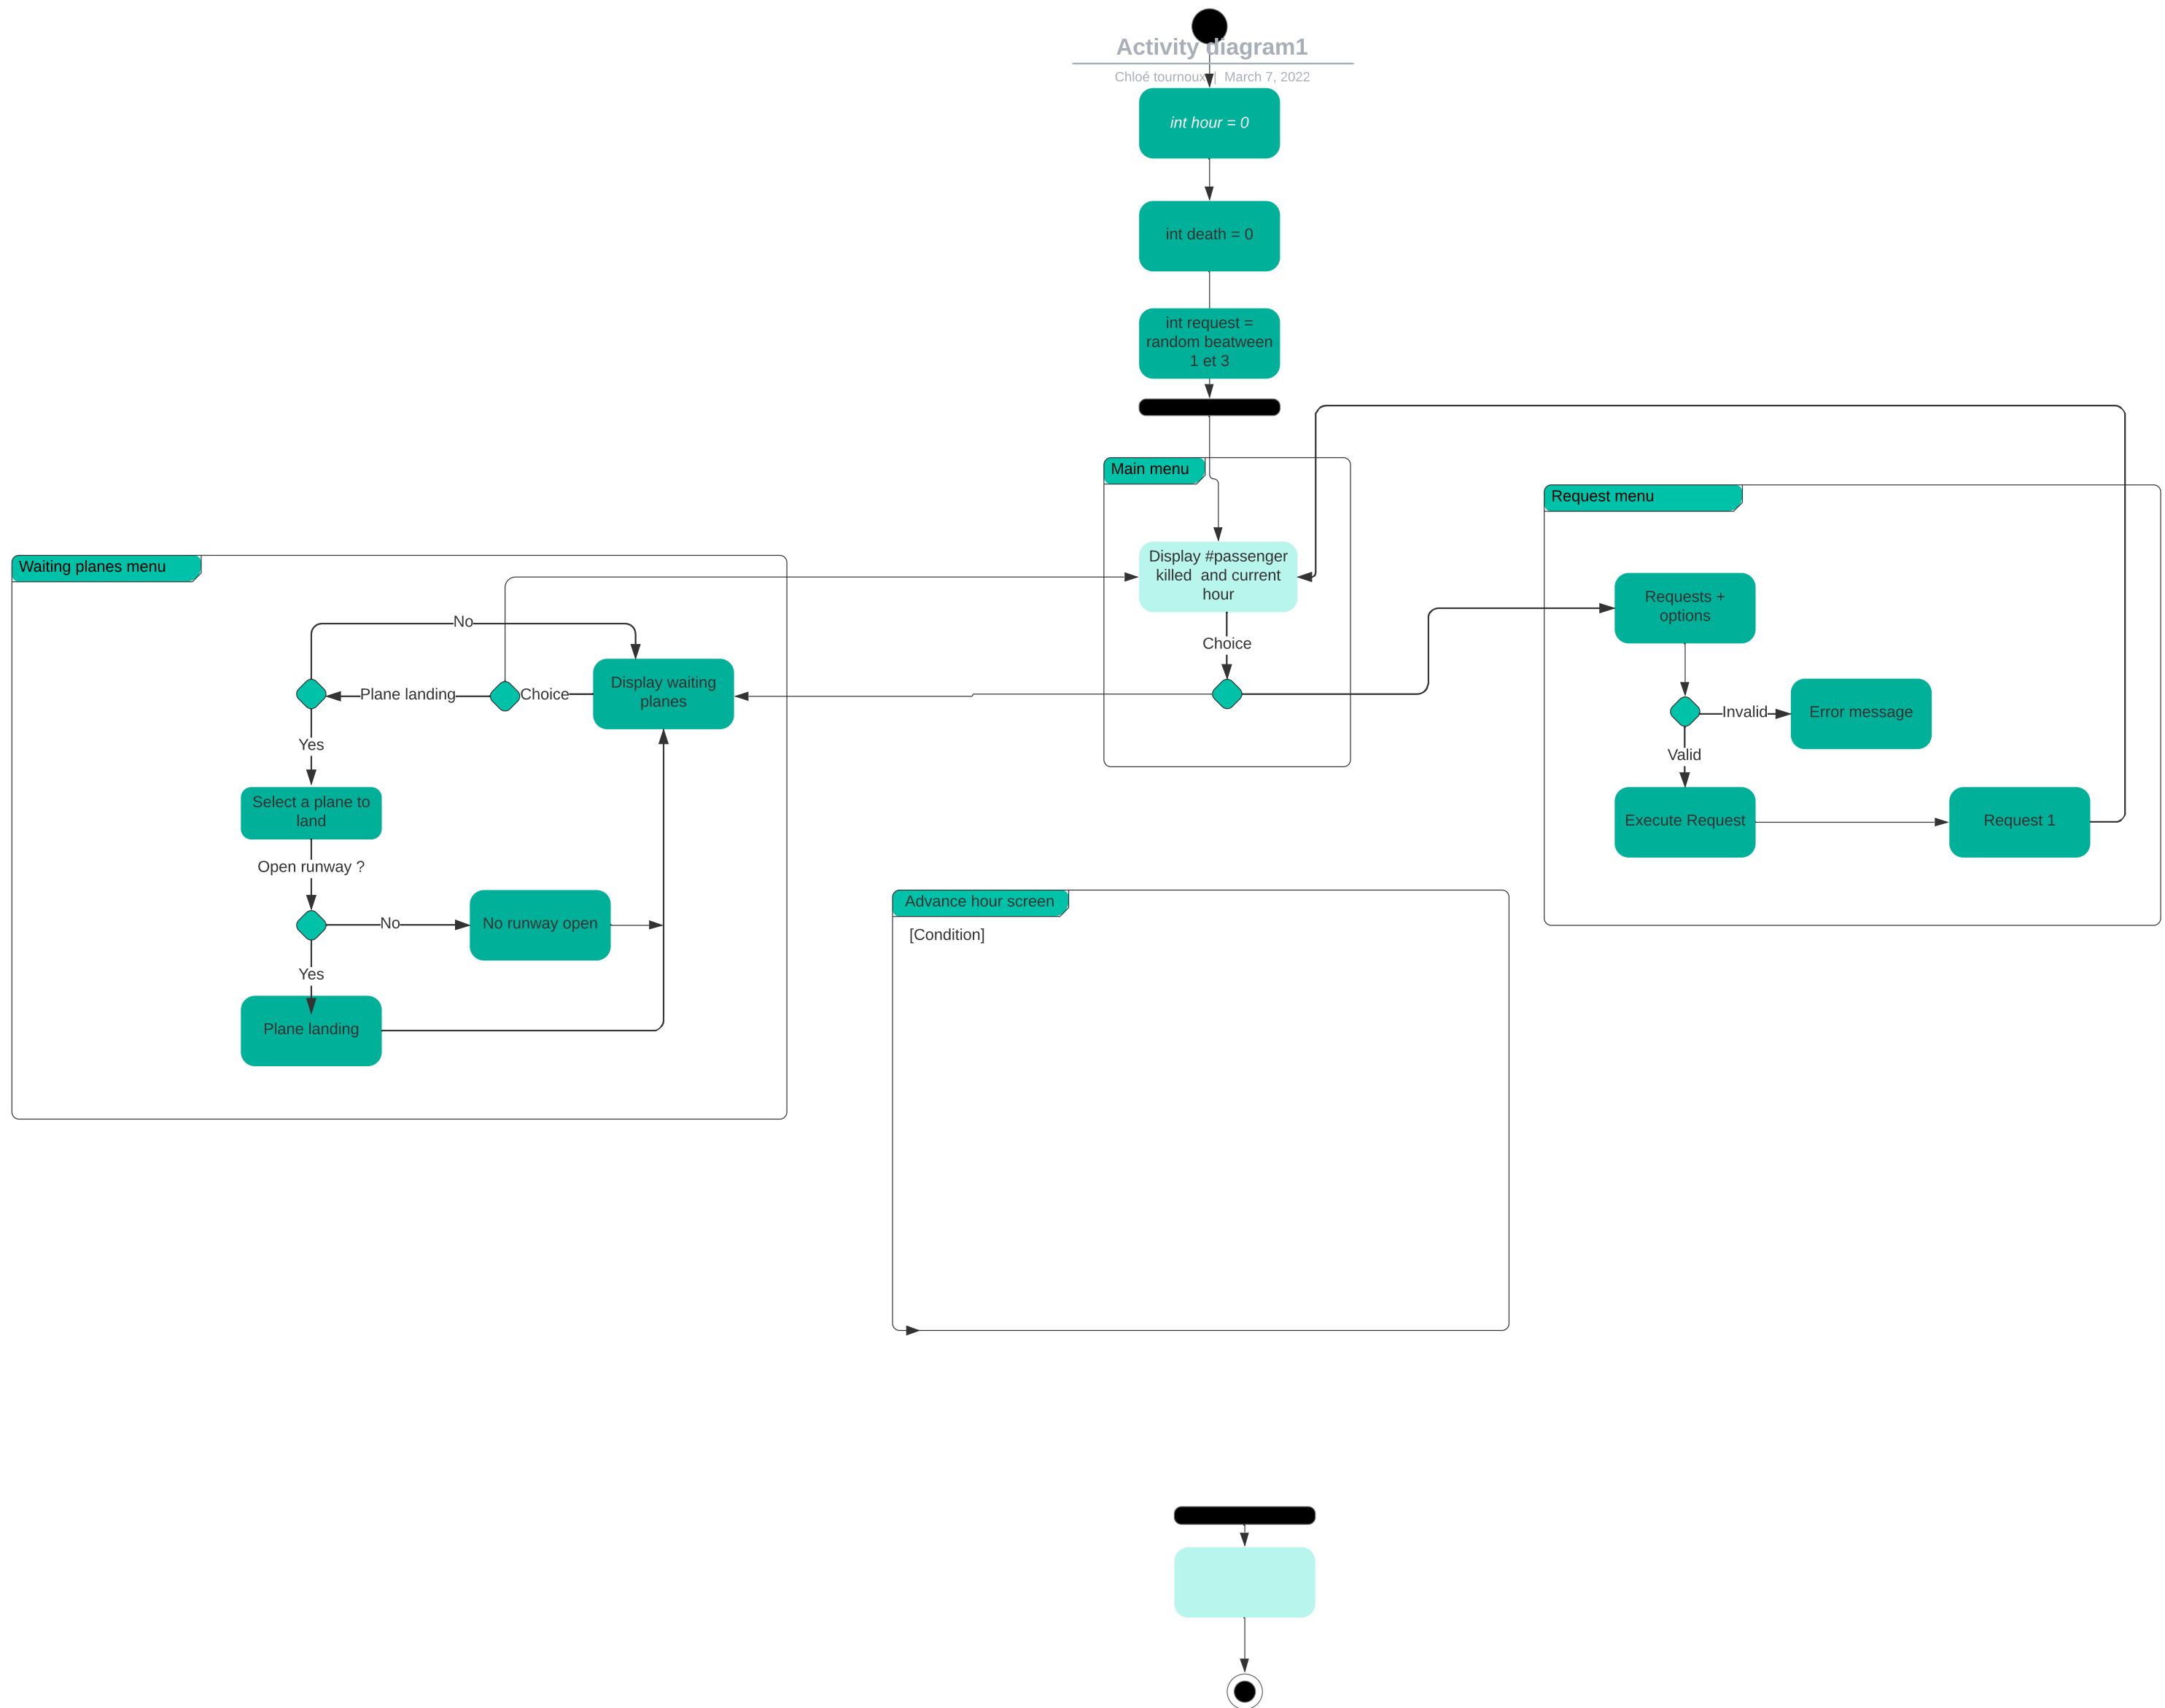 Activity diagram1
Chloé tournoux | March 7, 2022
int hour = 0
int death = 0
int request =
random beatween
1 et 3
Main menu
Display #passenger
killed and current
hour
Choice
Request menu
Requests +
options
Invalid
Error message
Valid
Execute Request
Request 1
Waiting planes menu
No
Display waiting
planes
Choice
Plane landing
Yes
Select a plane to
land
Open runway ?
No
No runway open
Yes
Plane landing
Advance hour screen
[Condition]